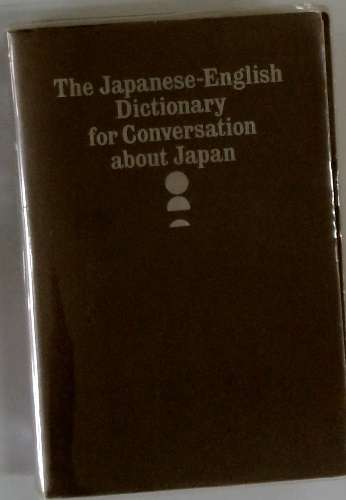 The Japanese-English
Dictionary
for Conversation
about Japan